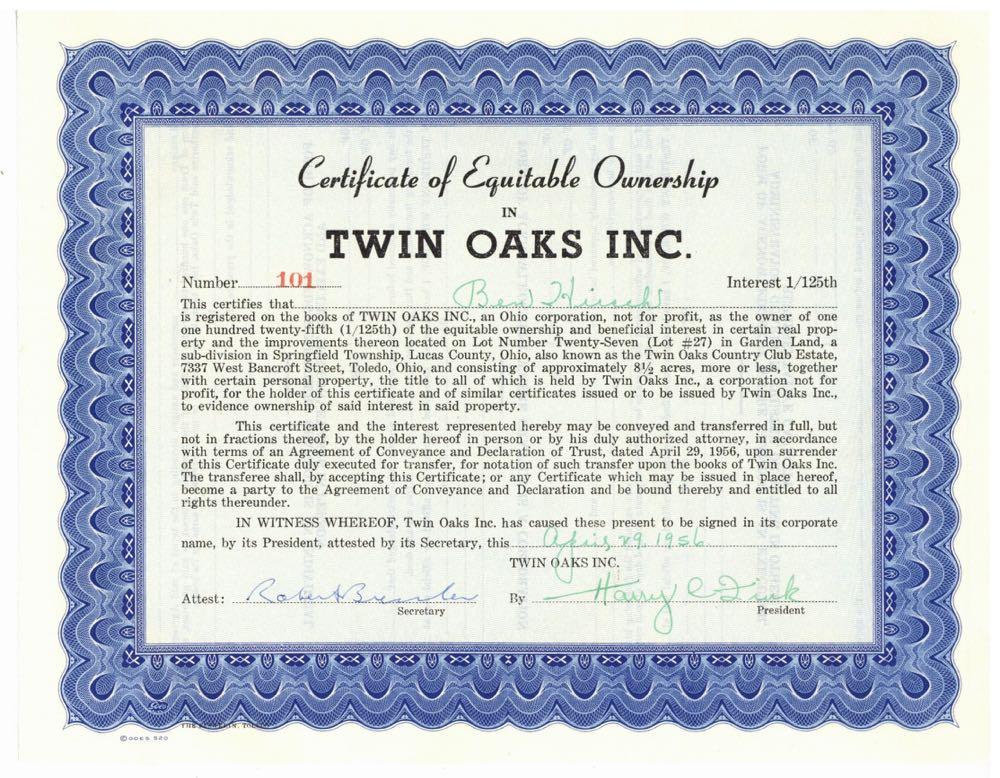 Certificate of Equitable Ownership
IN
TWIN OAKS INC.
Number 101 Interest 1/125th
This certifies that Ben Hirsch
is registered on the books of TWIN OAKS INC., an Ohio corporation, not for profit, as the owner of one
one hundred twenty-fifth (1/125th) of the equitable ownership and beneficial interest in certain real prop-
erty and the improvements thereon located on Lot Number Twenty-Seven (Lot #27) in Garden Land, a
sub-division in Springfield Township, Lucas County, Ohio, also known as the Twin Oaks Country Club Estate,
7337 West Bancroft Street, Toledo, Ohio, and consisting of approximately 8½ acres, more or less, together
with certain personal property, the title to all of which is held by Twin Oaks Inc., a corporation not for
profit, for the holder of this certificate and of similar certificates issued or to be issued by Twin Oaks Inc.,
to evidence ownership of said interest in said property.
This certificate and the interest represented hereby may be conveyed and transferred in full, but
not in fractions thereof, by the holder hereof in person or by his duly authorized attorney, in accordance
with terms of an Agreement of Conveyance and Declaration of Trust, dated April 29, 1956, upon surrender
of this Certificate duly executed for transfer, for notation of such transfer upon the books of Twin Oaks Inc.
The transferee shall, by accepting this Certificate; or any Certificate which may be issued in place hereof,
become a party to the Agreement of Conveyance and Declaration and be bound thereby and entitled to all
rights thereunder.
IN WITNESS WHEREOF, Twin Oaks Inc. has caused these present to be signed in its corporate
name, by its President, attested by its Secretary, this April 29, 1956
TWIN OAKS INC.
Attest: Robert Bressler By Harry C Fink
Secretary President
©GOES 520